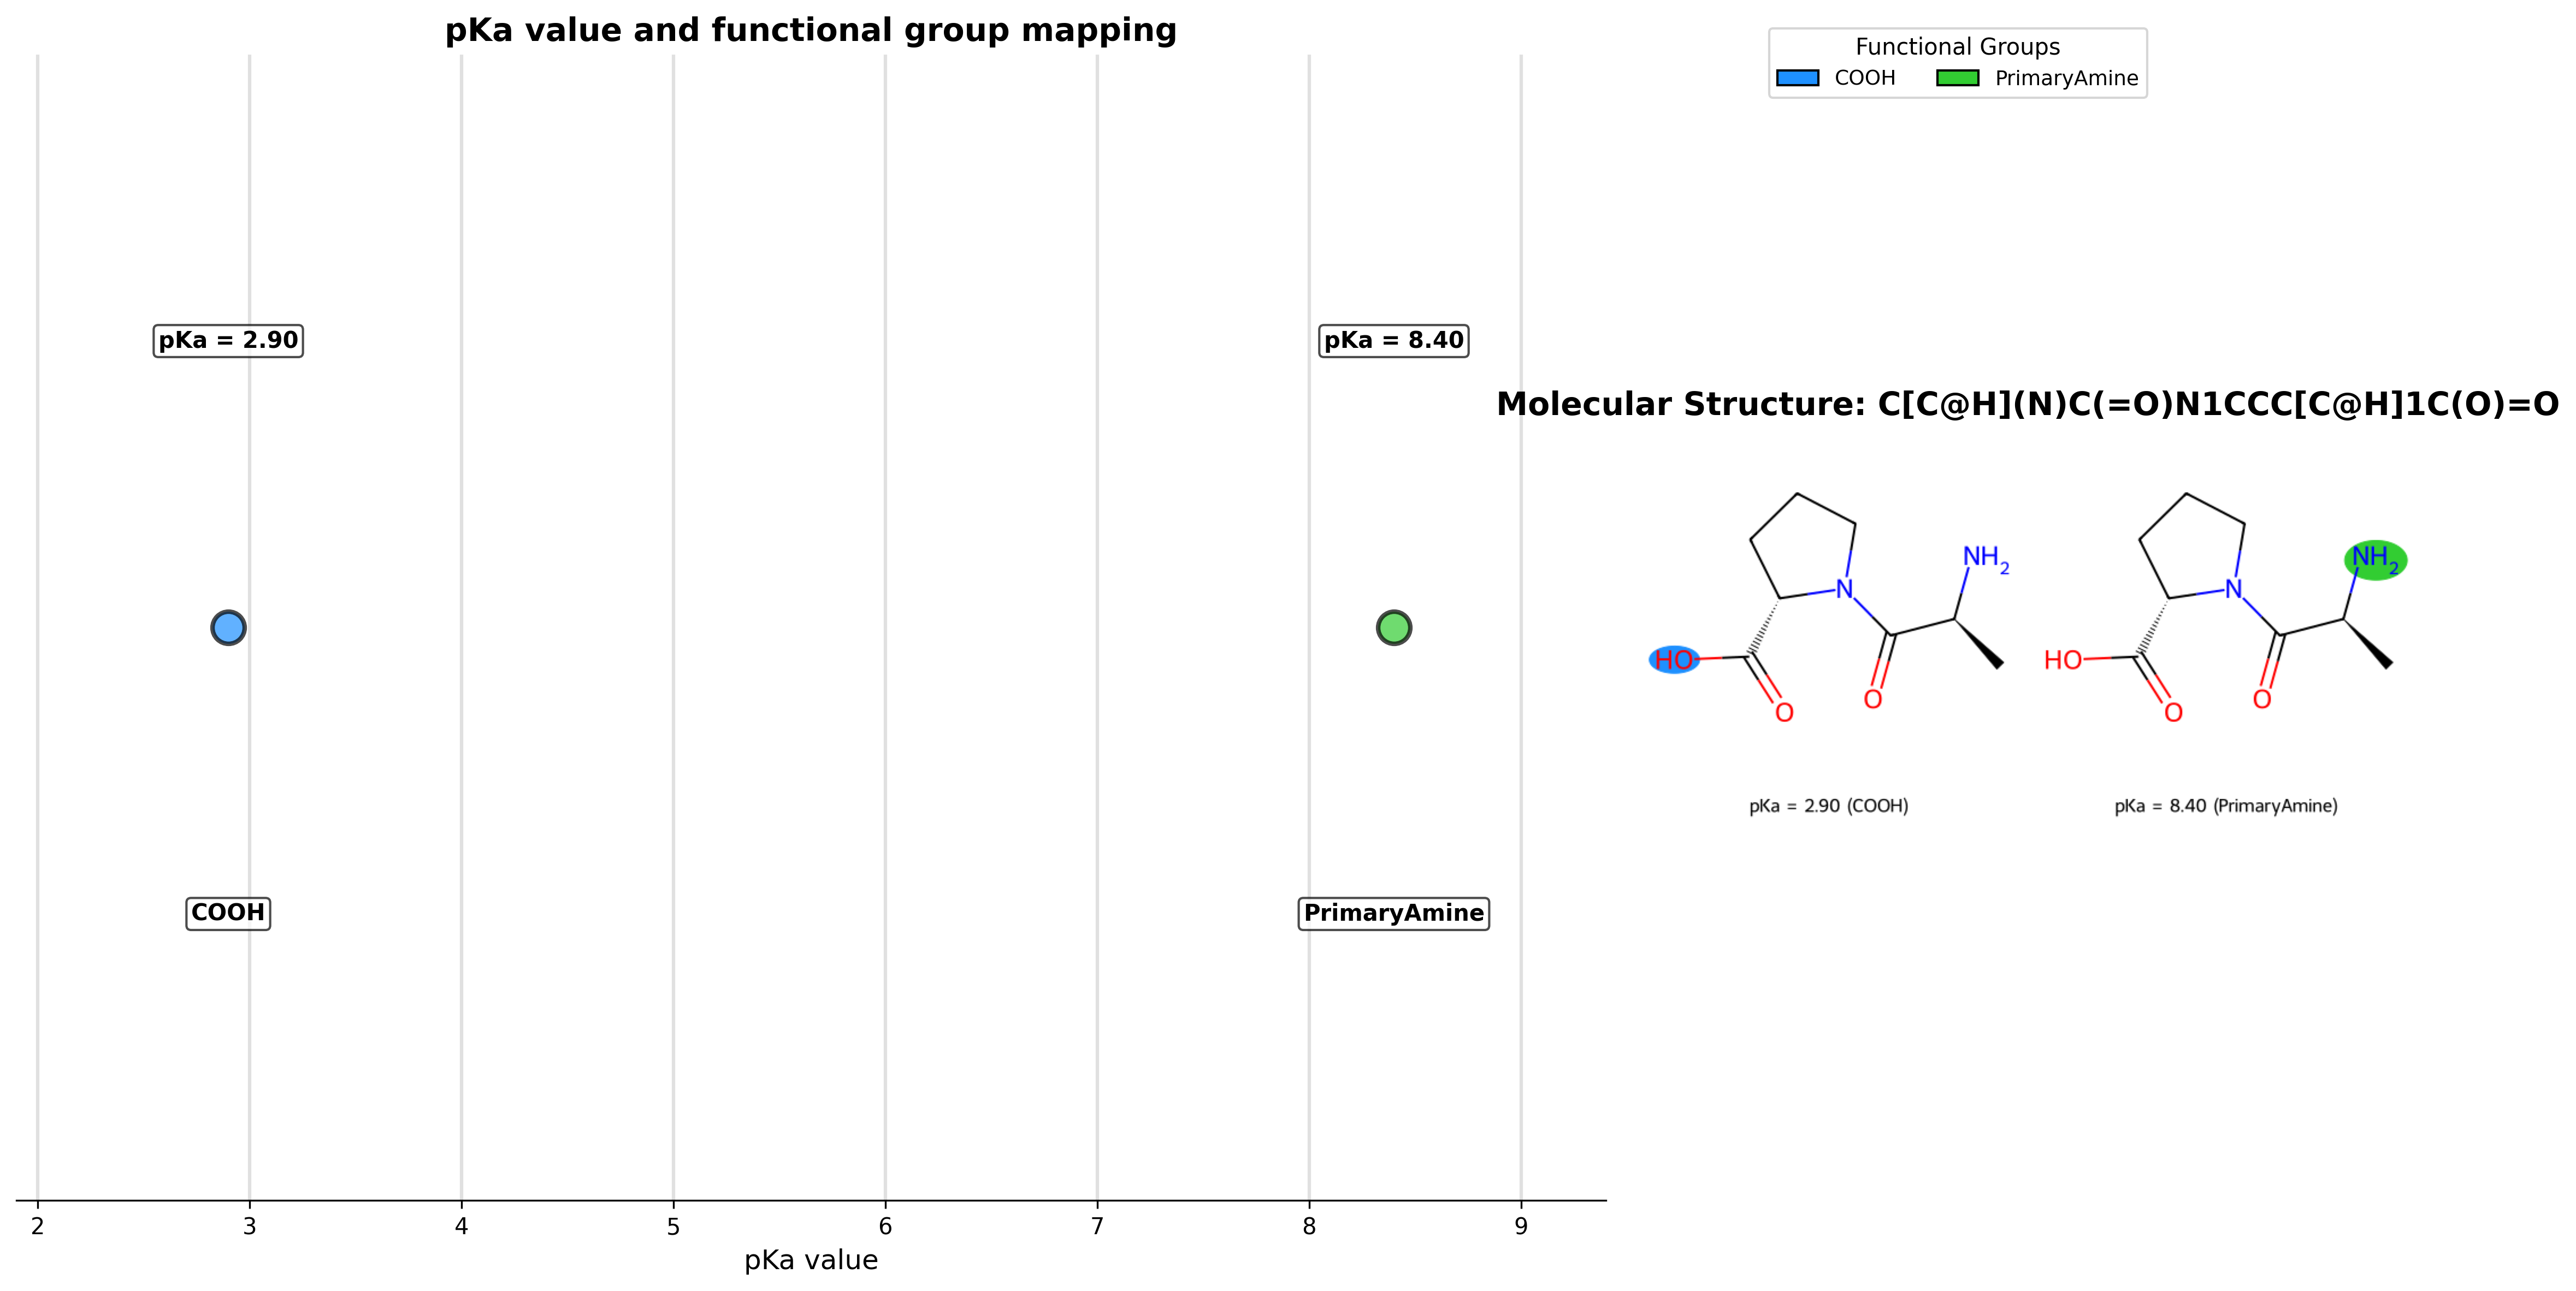 pKa value and functional group mapping
Functional Groups
COOH PrimaryAmine
pKa = 2.90 pKa = 8.40
Molecular Structure: C[C@H](N)C(=O)N1CCC[C@H]1C(O)=O
NH2 NH2
N N
HO HO
O O O O
pKa = 2.90 (COOH) pKa = 8.40 (PrimaryAmine)
COOH PrimaryAmine
2 3 4 5 6 7 8 9
pKa value